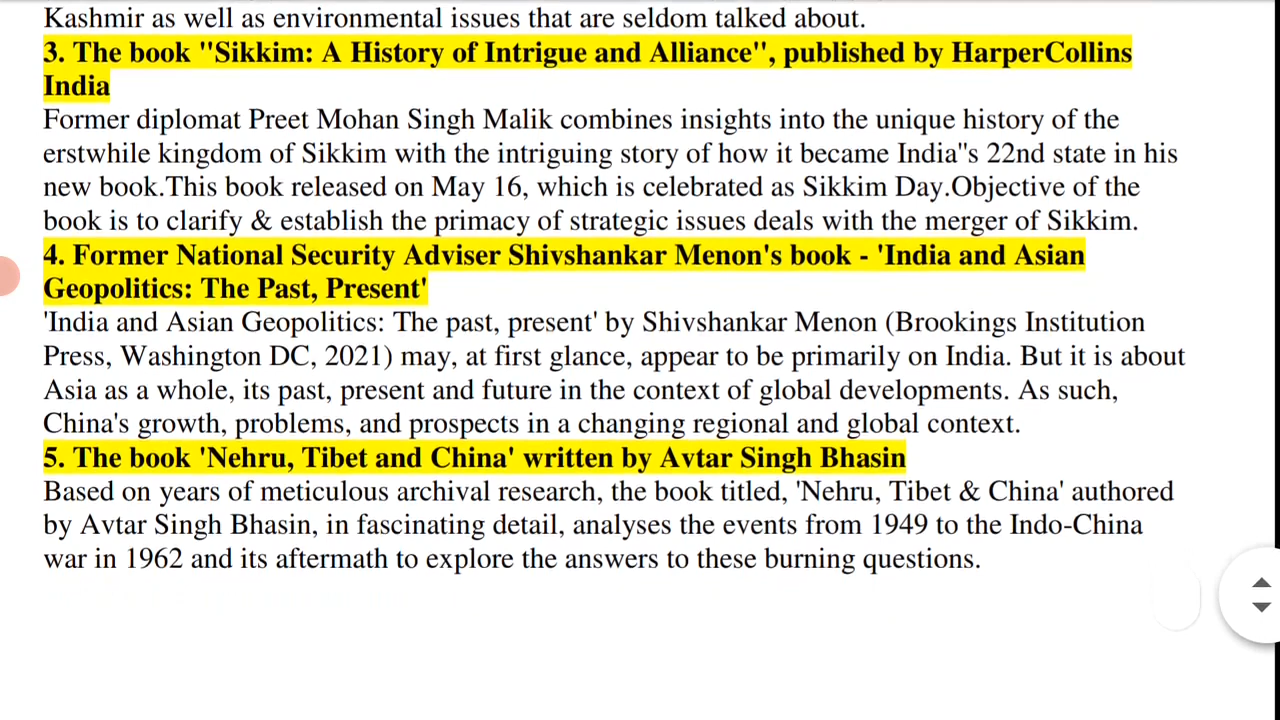 Kashmir as well as environmental issues that are seldom talked about.
3. The book "Sikkim: A History of Intrigue and Alliance", published by HarperCollins
India
Former diplomat Preet Mohan Singh Malik combines insights into the unique history of the
erstwhile kingdom of Sikkim with the intriguing story of how it became India"s 22nd state in his
new book.This book released on May 16, which is celebrated as Sikkim Day.Objective of the
book is to clarify & establish the primacy of strategic issues deals with the merger of Sikkim.
4. Former National Security Adviser Shivshankar Menon's book - 'India and Asian
Geopolitics: The Past, Present'
'India and Asian Geopolitics: The past, present' by Shivshankar Menon (Brookings Institution
Press, Washington DC, 2021) may, at first glance, appear to be primarily on India. But it is about
Asia as a whole, its past, present and future in the context of global developments. As such,
China's growth, problems, and prospects in a changing regional and global context.
5. The book 'Nehru, Tibet and China' written by Avtar Singh Bhasin
Based on years of meticulous archival research, the book titled, 'Nehru, Tibet & China' authored
by Avtar Singh Bhasin, in fascinating detail, analyses the events from 1949 to the Indo-China
war in 1962 and its aftermath to explore the answers to these burning questions.